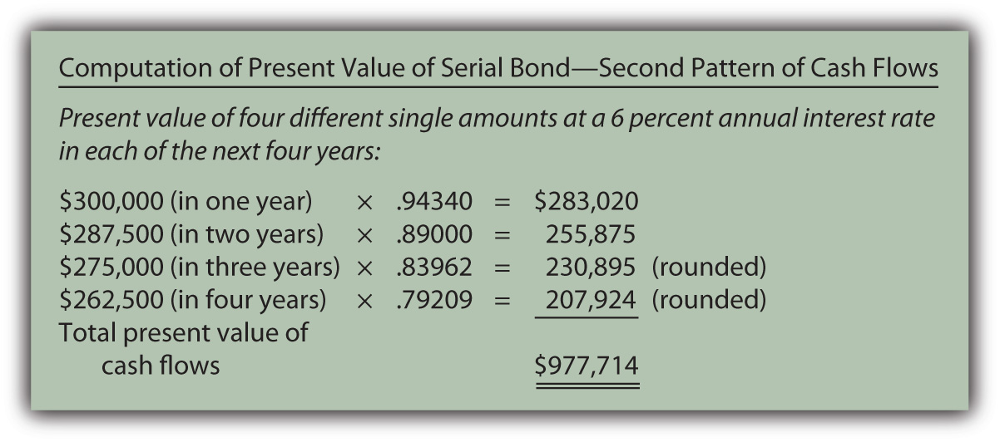 Computation of Present Value of Serial Bond—Second Pattern of Cash Flows
Present value of four different single amounts at a 6 percent annual interest rate
in each of the next four years:
$300,000 (in one year) × .94340 = $283,020
$287,500 (in two years) × .89000 = 255,875
$275,000 (in three years) × .83962 = 230,895 (rounded)
$262,500 (in four years) × .79209 = 207,924 (rounded)
Total present value of
cash flows $977,714